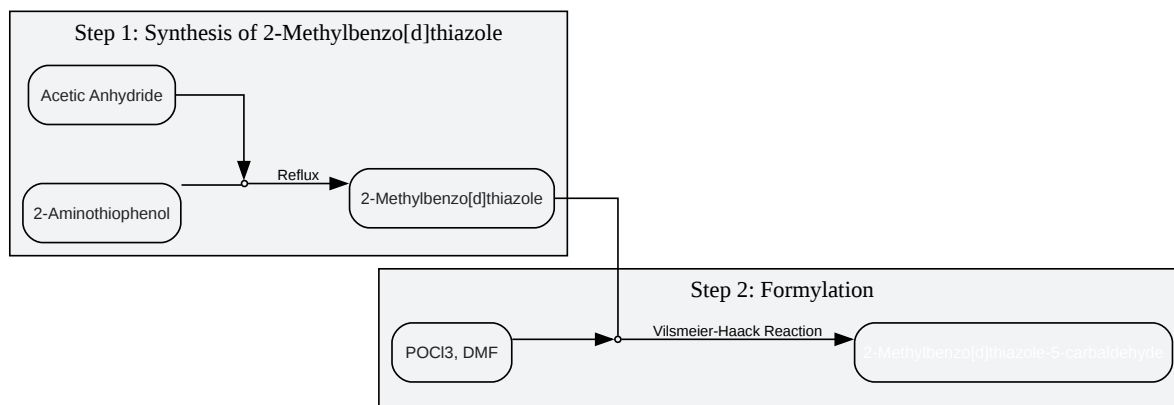 Step 1: Synthesis of 2-Methylbenzo[d]thiazole
Acetic Anhydride
Reflux
2-Aminothiophenol
2-Methylbenzo[d]thiazole
Step 2: Formylation
POCl3, DMF
Vilsmeier-Haack Reaction
2-Methylbenzo[d]thiazole-5-carbaldehyde